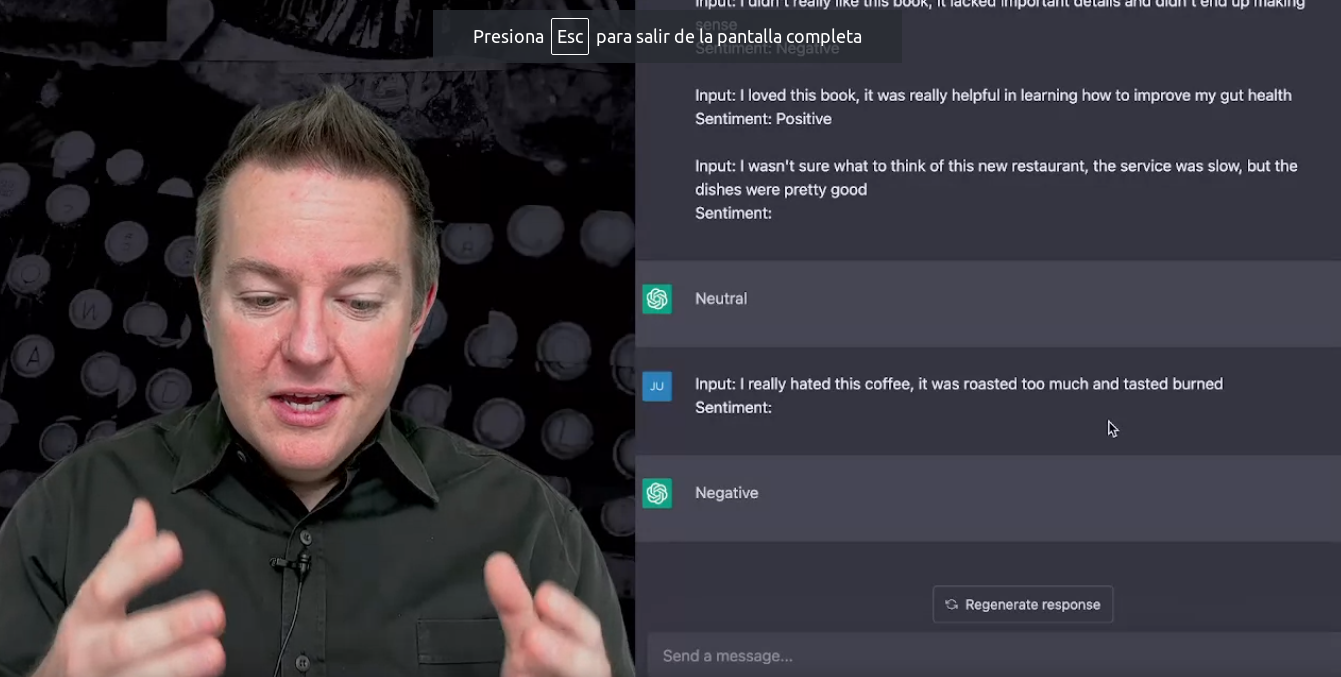 Input: I didn't really like this book, it lacked important details and didn't end up making
sense
Sentiment: Negative
Presiona Esc para salir de la pantalla completa
Input: I loved this book, it was really helpful in learning how to improve my gut health
Sentiment: Positive
Input: I wasn't sure what to think of this new restaurant, the service was slow, but the
dishes were pretty good
Sentiment:
Neutral
JU
Input: I really hated this coffee, it was roasted too much and tasted burned
Sentiment:
Negative
Regenerate response
Send a message...